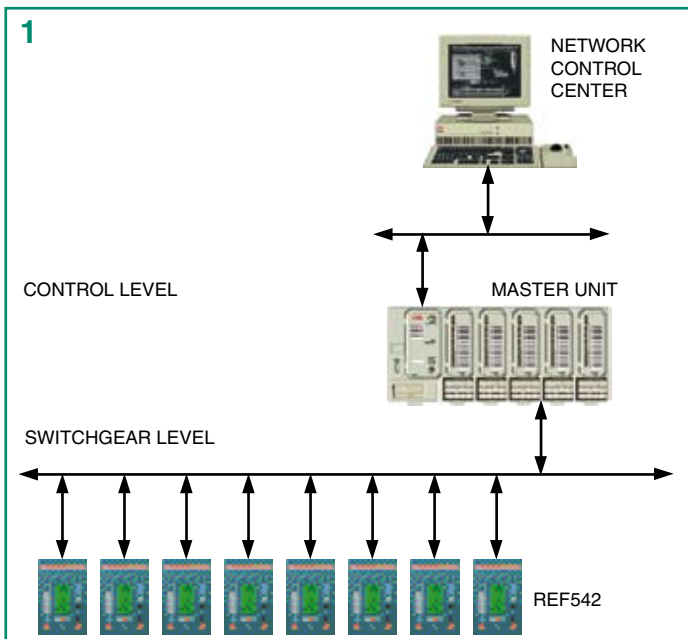 1
NETWORK
CONTROL
CENTER
CONTROL LEVEL
MASTER UNIT
SWITCHGEAR LEVEL
REF542